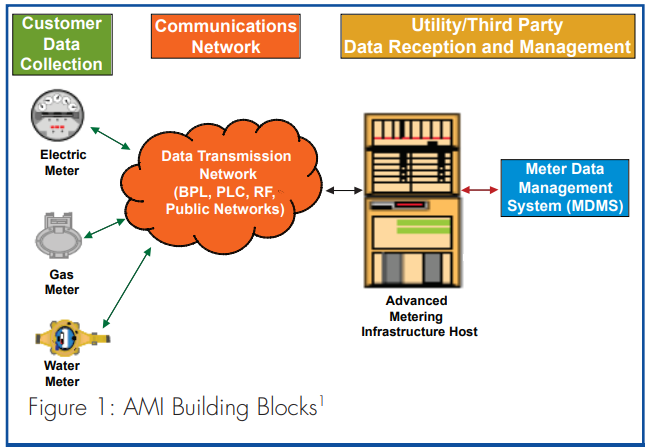 Customer
Data
Collection
Communications
Network
Utility/Third Party
Data Reception and Management
Electric
Meter
Gas
Meter
Water
Meter
Data Transmission
Network
(BPL, PLC, RF,
Public Networks)
Advanced
Metering
Infrastructure Host
Meter Data
Management
System (MDMS)
Figure 1: AMI Building Blocks1